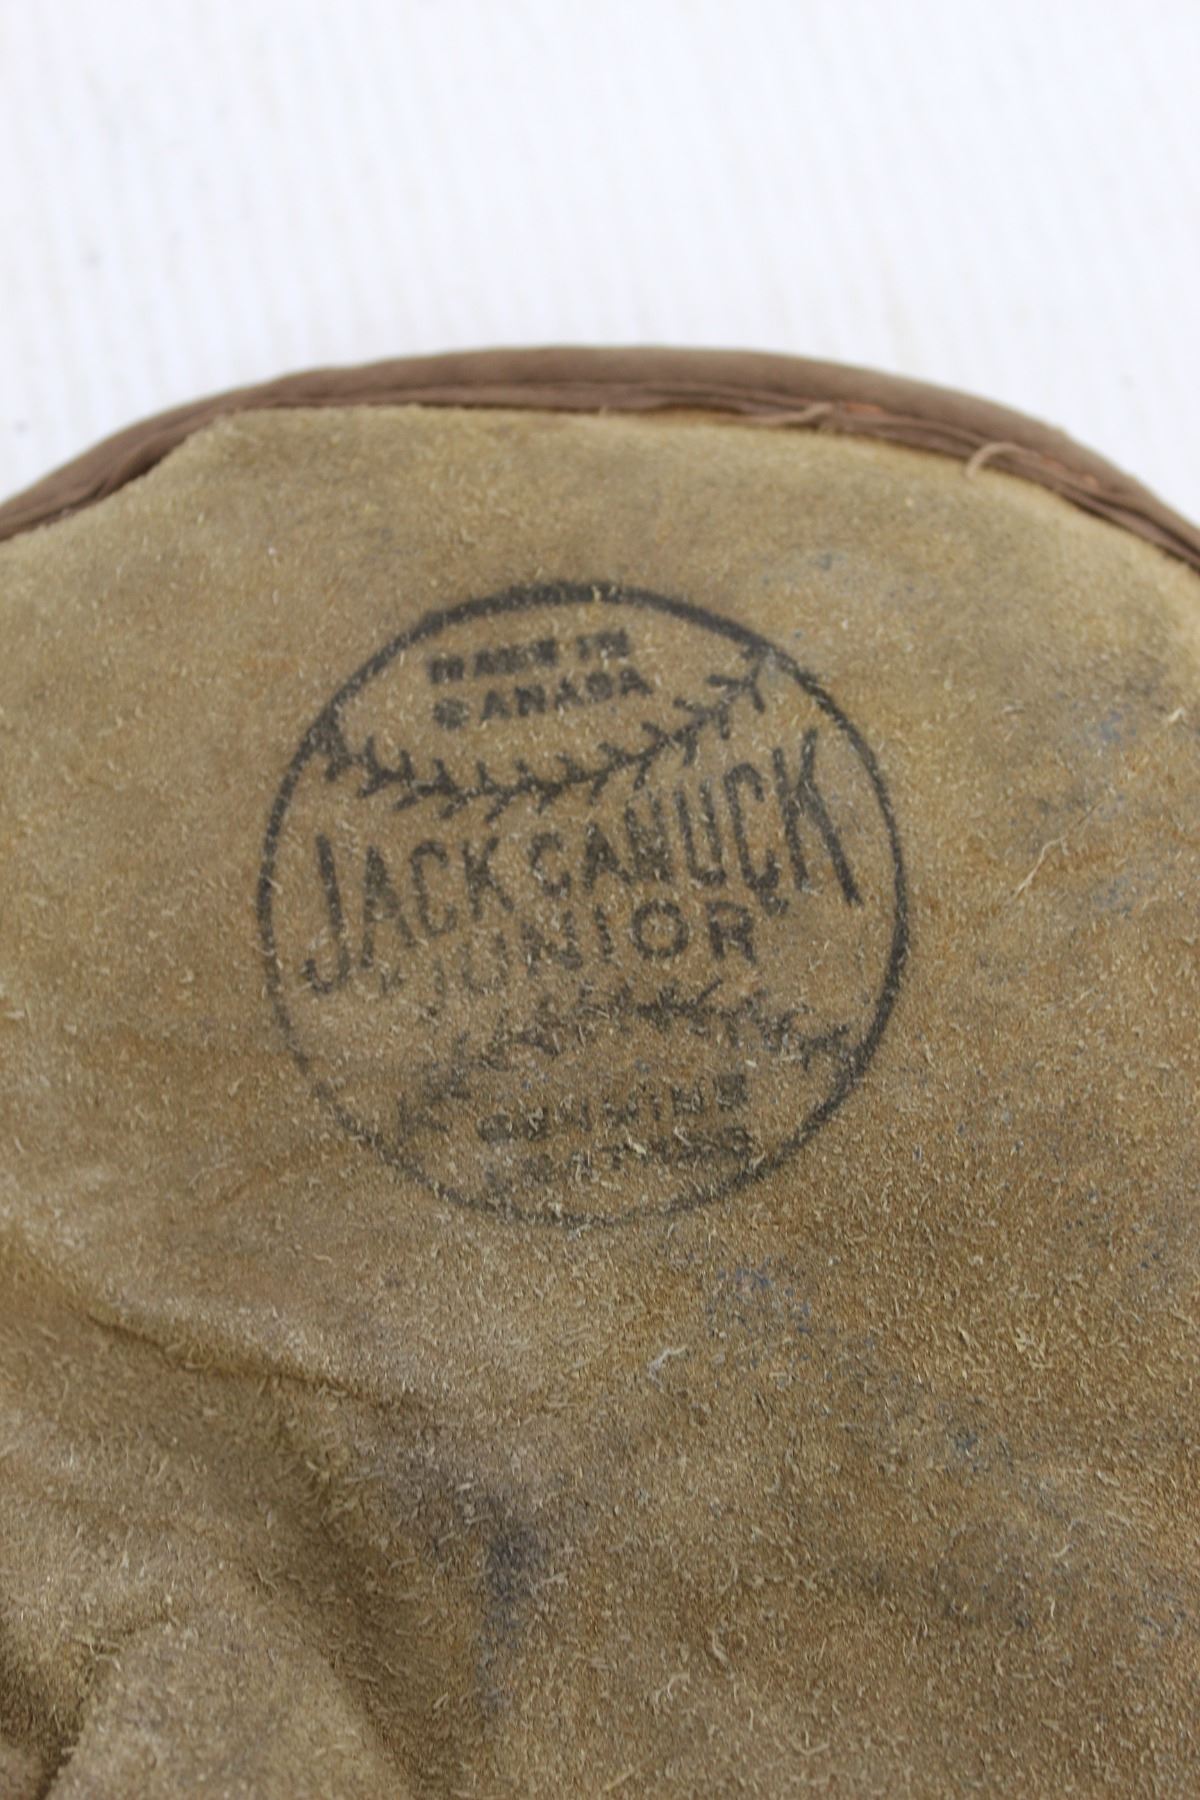 MADE IN
CANADA
JACK CANUCK
JUNIOR
GENUINE
LEATHER